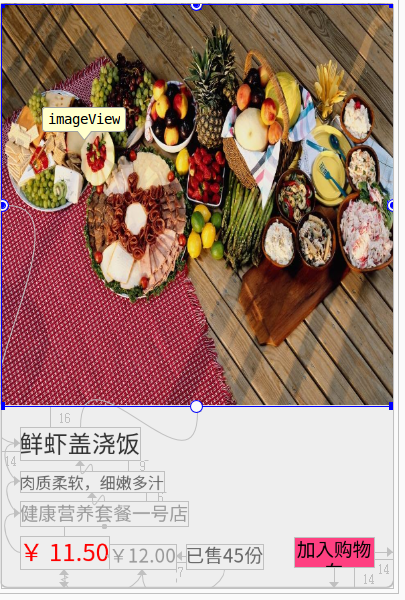 imageView
16
鲜虾盖浇饭
14
9
肉质柔软，细嫩多汁
6
健康营养套餐一号店
¥ 11.50
¥12.00
7
已售45份
加入购物
14
14